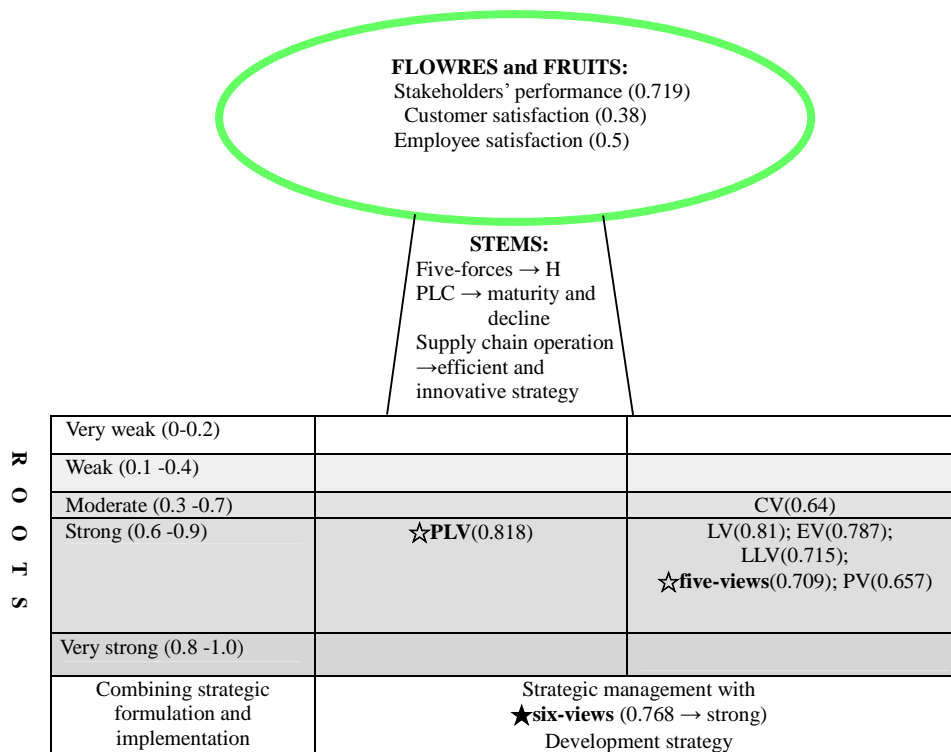 FLOWRES and FRUITS:
Stakeholders’ performance (0.719)
Customer satisfaction (0.38)
Employee satisfaction (0.5)
STEMS:
Five-forces → H
PLC → maturity and
decline
Supply chain operation
→efficient and
innovative strategy
ROOTS
Very weak (0-0.2)
Weak (0.1 -0.4)
Moderate (0.3 -0.7)
CV(0.64)
Strong (0.6 -0.9)
☆PLV(0.818)
LV(0.81); EV(0.787);
LLV(0.715);
☆five-views(0.709); PV(0.657)
Very strong (0.8 -1.0)
Combining strategic
formulation and
implementation
Strategic management with
★six-views (0.768 → strong)
Development strategy